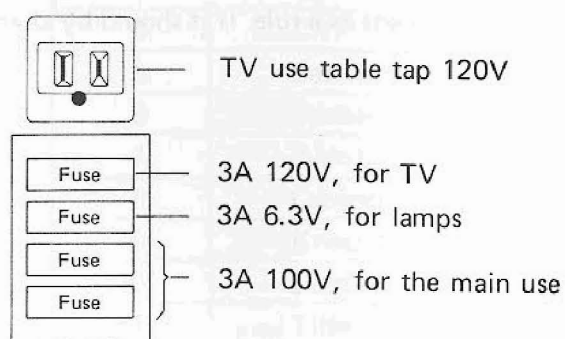 TV use table tap 120V
Fuse
3A 120V, for TV
Fuse
3A 6.3V, for lamps
Fuse
3A 100V, for the main use
Fuse